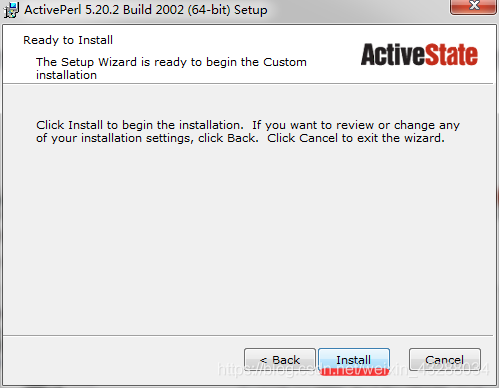 ActivePerl 5.20.2 Build 2002 (64-bit) Setup
Ready to Install
The Setup Wizard is ready to begin the Custom
installation
ActiveState
Click Install to begin the installation. If you want to review or change any
of your installation settings, click Back. Click Cancel to exit the wizard.
< Back Install Cancel
https://blog.csdn.net/weixin_43288034